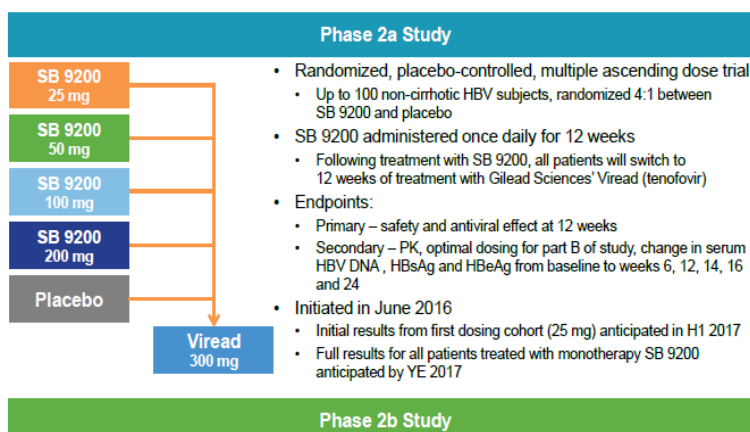 Phase 2a Study
SB 9200
25 mg
SB 9200
50 mg
SB 9200
100 mg
SB 9200
200 mg
Placebo
Viread
300 mg
• Randomized, placebo-controlled, multiple ascending dose trial
• Up to 100 non-cirrhotic HBV subjects, randomized 4:1 between
SB 9200 and placebo
• SB 9200 administered once daily for 12 weeks
• Following treatment with SB 9200, all patients will switch to
12 weeks of treatment with Gilead Sciences' Viread (tenofovir)
• Endpoints:
• Primary – safety and antiviral effect at 12 weeks
• Secondary – PK, optimal dosing for part B of study, change in serum
HBV DNA , HBsAg and HBeAg from baseline to weeks 6, 12, 14, 16
and 24
• Initiated in June 2016
• Initial results from first dosing cohort (25 mg) anticipated in H1 2017
• Full results for all patients treated with monotherapy SB 9200
anticipated by YE 2017
Phase 2b Study